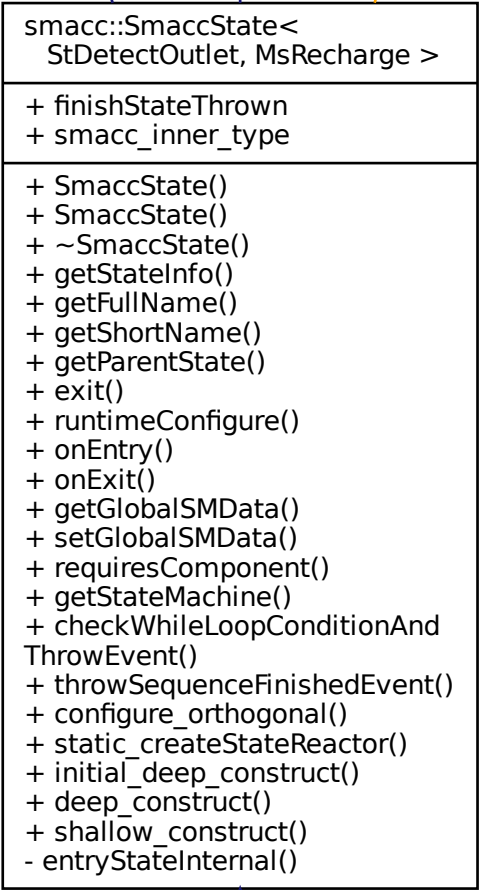 smacc::SmaccState<
StDetectOutlet, MsRecharge >
+ finishStateThrown
+ smacc_inner_type
+ SmaccState()
+ SmaccState()
+ ~SmaccState()
+ getStateInfo()
+ getFullName()
+ getShortName()
+ getParentState()
+ exit()
+ runtimeConfigure()
+ onEntry()
+ onExit()
+ getGlobalSMData()
+ setGlobalSMData()
+ requiresComponent()
+ getStateMachine()
+ checkWhileLoopConditionAnd
ThrowEvent()
+ throwSequenceFinishedEvent()
+ configure_orthogonal()
+ static_createStateReactor()
+ initial_deep_construct()
+ deep_construct()
+ shallow_construct()
- entryStateInternal()